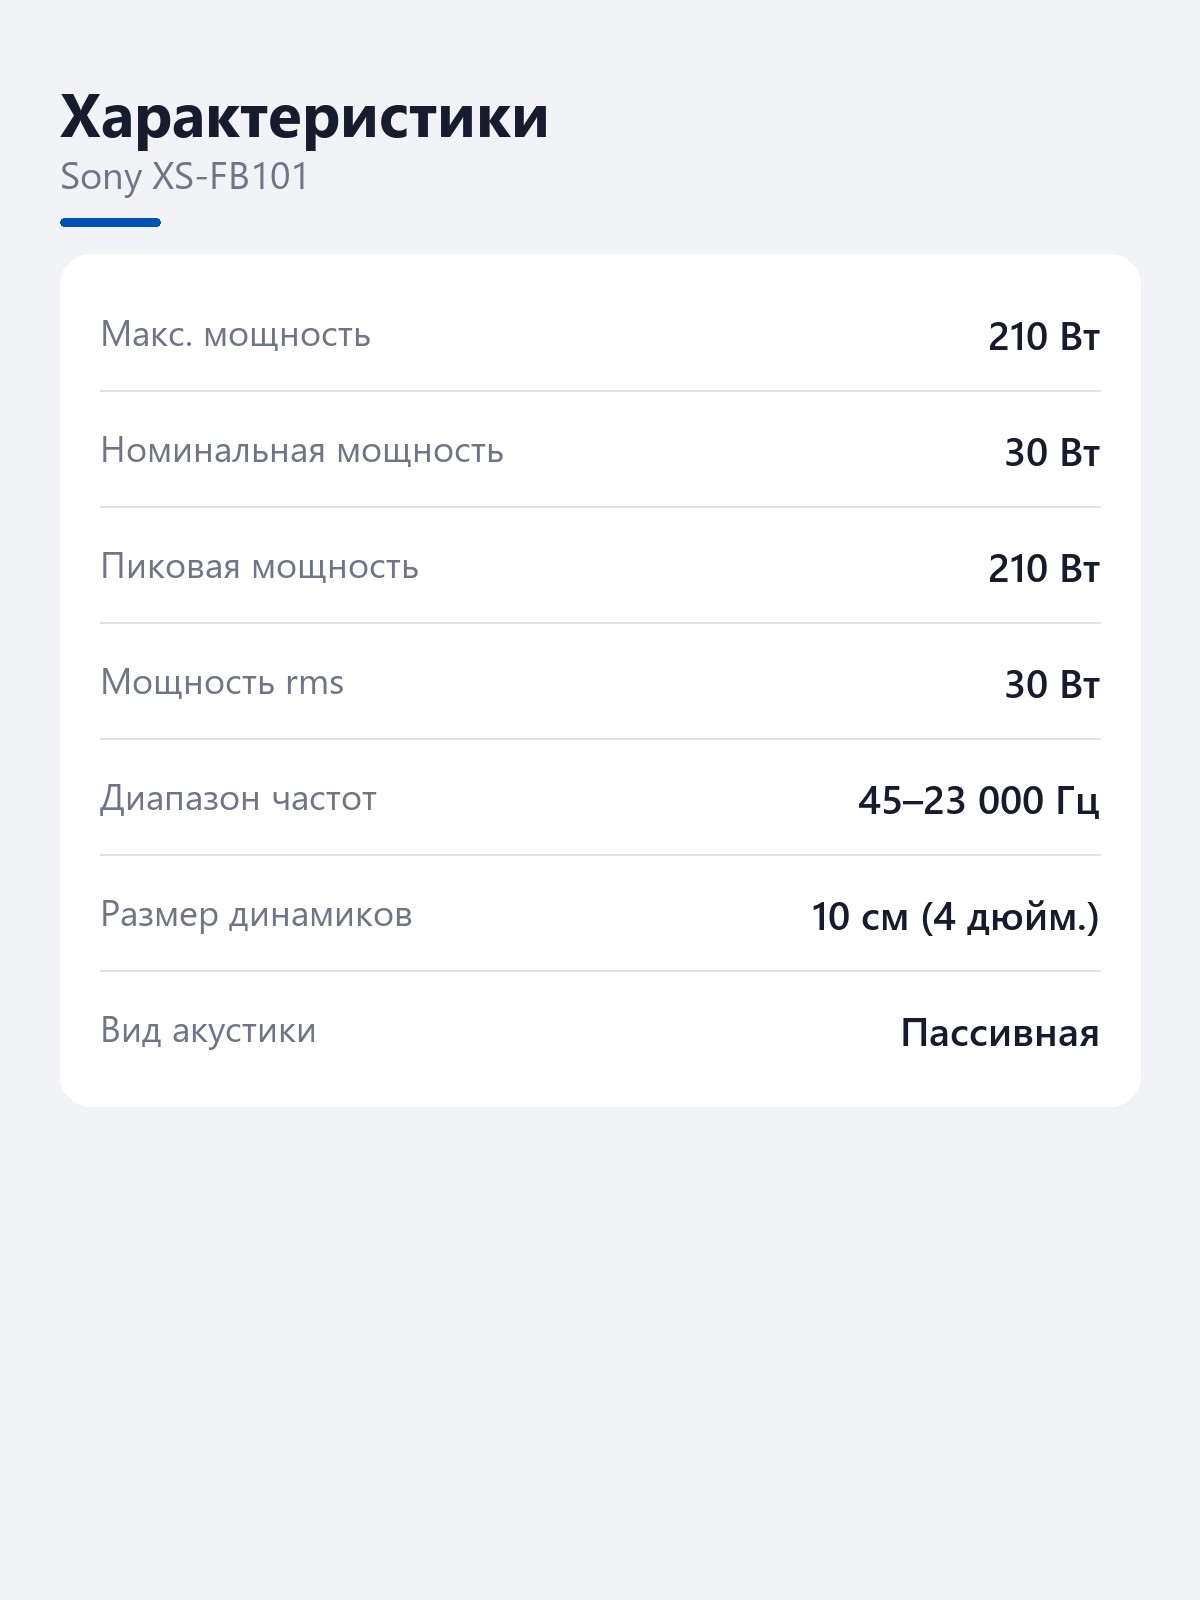 Характеристики
Sony XS-FB101
Макс. мощность 210 Вт
Номинальная мощность 30 Вт
Пиковая мощность 210 Вт
Мощность rms 30 Вт
Диапазон частот 45–23 000 Гц
Размер динамиков 10 см (4 дюйм.)
Вид акустики Пассивная